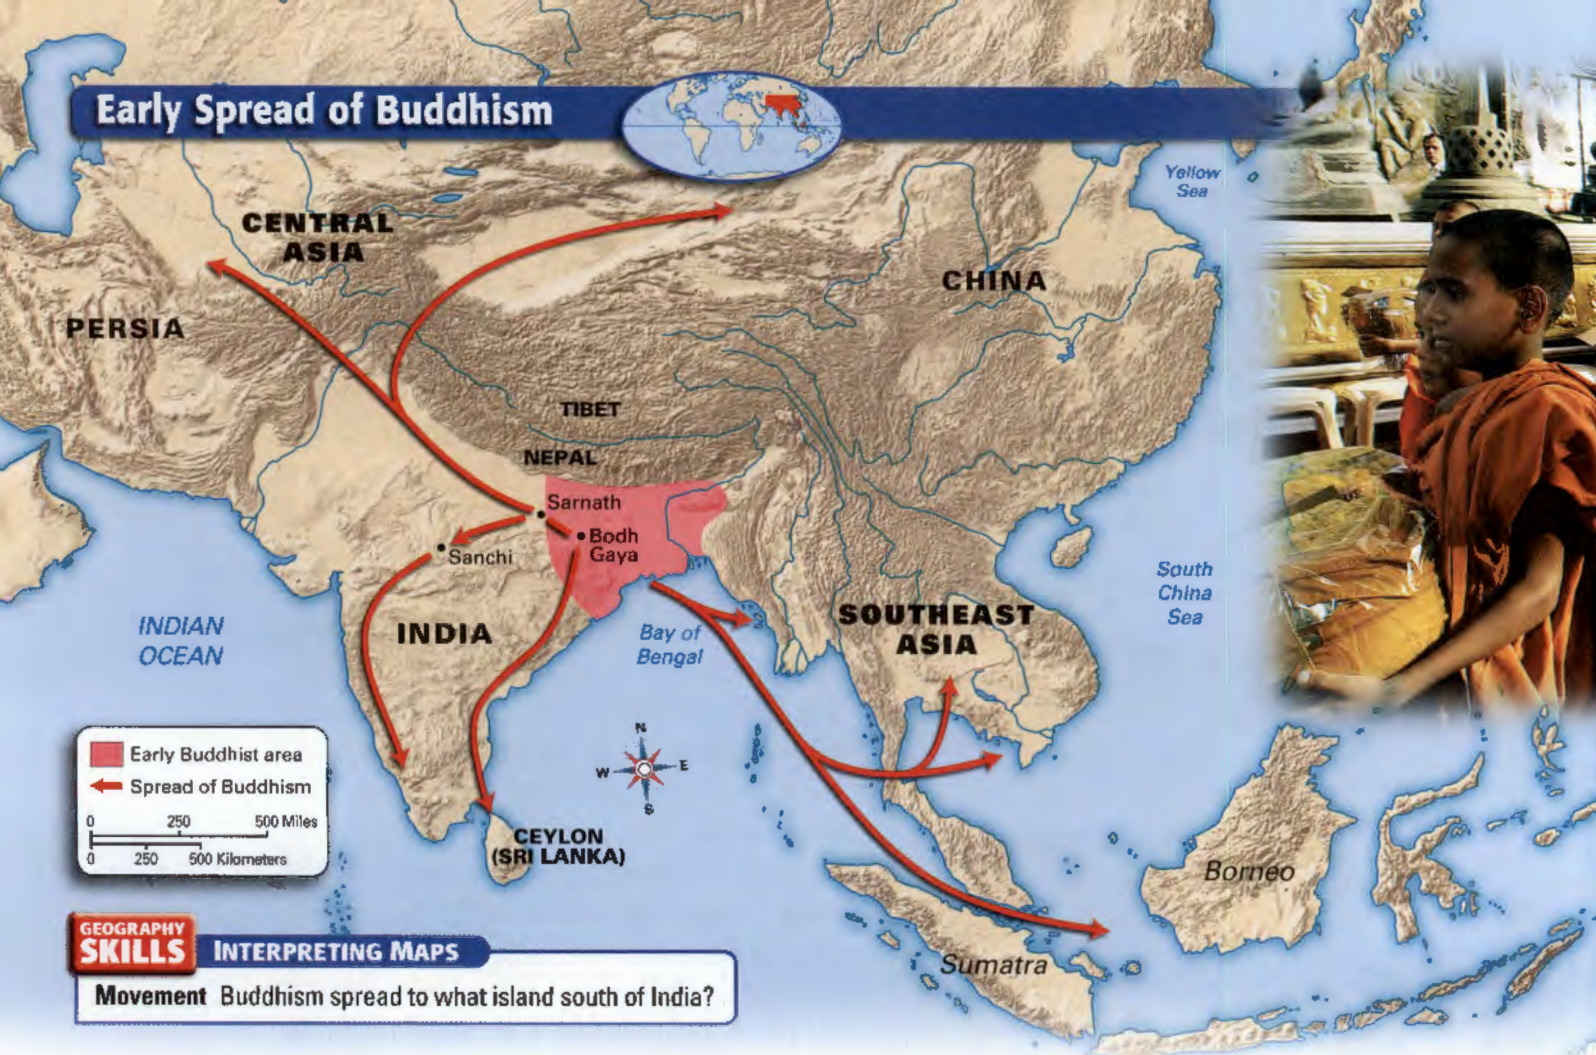 Early Spread of Buddhism
Yellow
Sea
CENTRAL
ASIA
CHINA
PERSIA
TIBET
NEPAL
Sarnath
Bodh
Gaya
Sanchi
South
China
Sea
INDIAN
OCEAN
INDIA
Bay of
Bengal
SOUTHEAST
ASIA
N
W
E
S
Early Buddhist area
Spread of Buddhism
0 250 500 Miles
0 250 500 Kilometers
CEYLON
(SRI LANKA)
Borneo
Sumatra
GEOGRAPHY
SKILLS
INTERPRETING MAPS
Movement Buddhism spread to what island south of India?